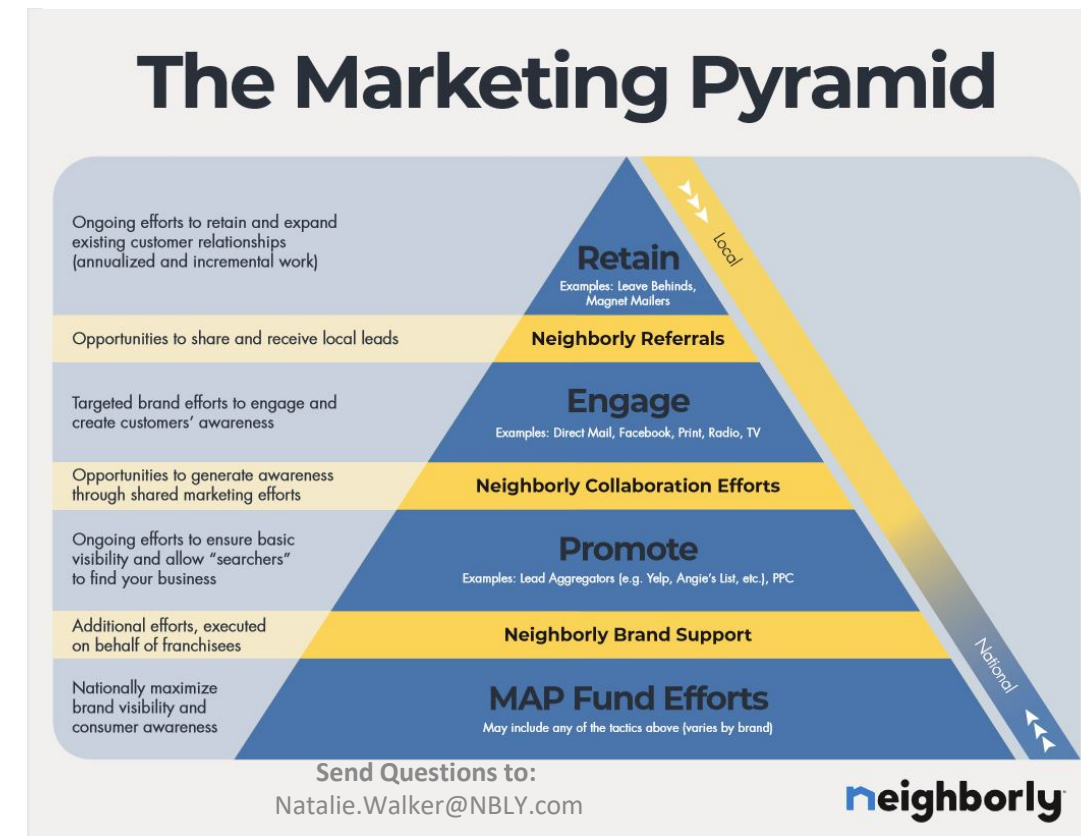 The Marketing Pyramid
Ongoing efforts to retain and expand
existing customer relationships
(annualized and incremental work)
Retain
Examples: Leave Behinds,
Magnet Mailers
Local
Opportunities to share and receive local leads
Neighborly Referrals
Targeted brand efforts to engage and
create customers’ awareness
Engage
Examples: Direct Mail, Facebook, Print, Radio, TV
Opportunities to generate awareness
through shared marketing efforts
Neighborly Collaboration Efforts
Ongoing efforts to ensure basic
visibility and allow “searchers”
to find your business
Promote
Examples: Lead Aggregators (e.g. Yelp, Angie’s List, etc.), PPC
Additional efforts, executed
on behalf of franchisees
Neighborly Brand Support
National
Nationally maximize
brand visibility and
consumer awareness
MAP Fund Efforts
May include any of the tactics above (varies by brand)
Send Questions to:
Natalie.Walker@NBLY.com
neighborly